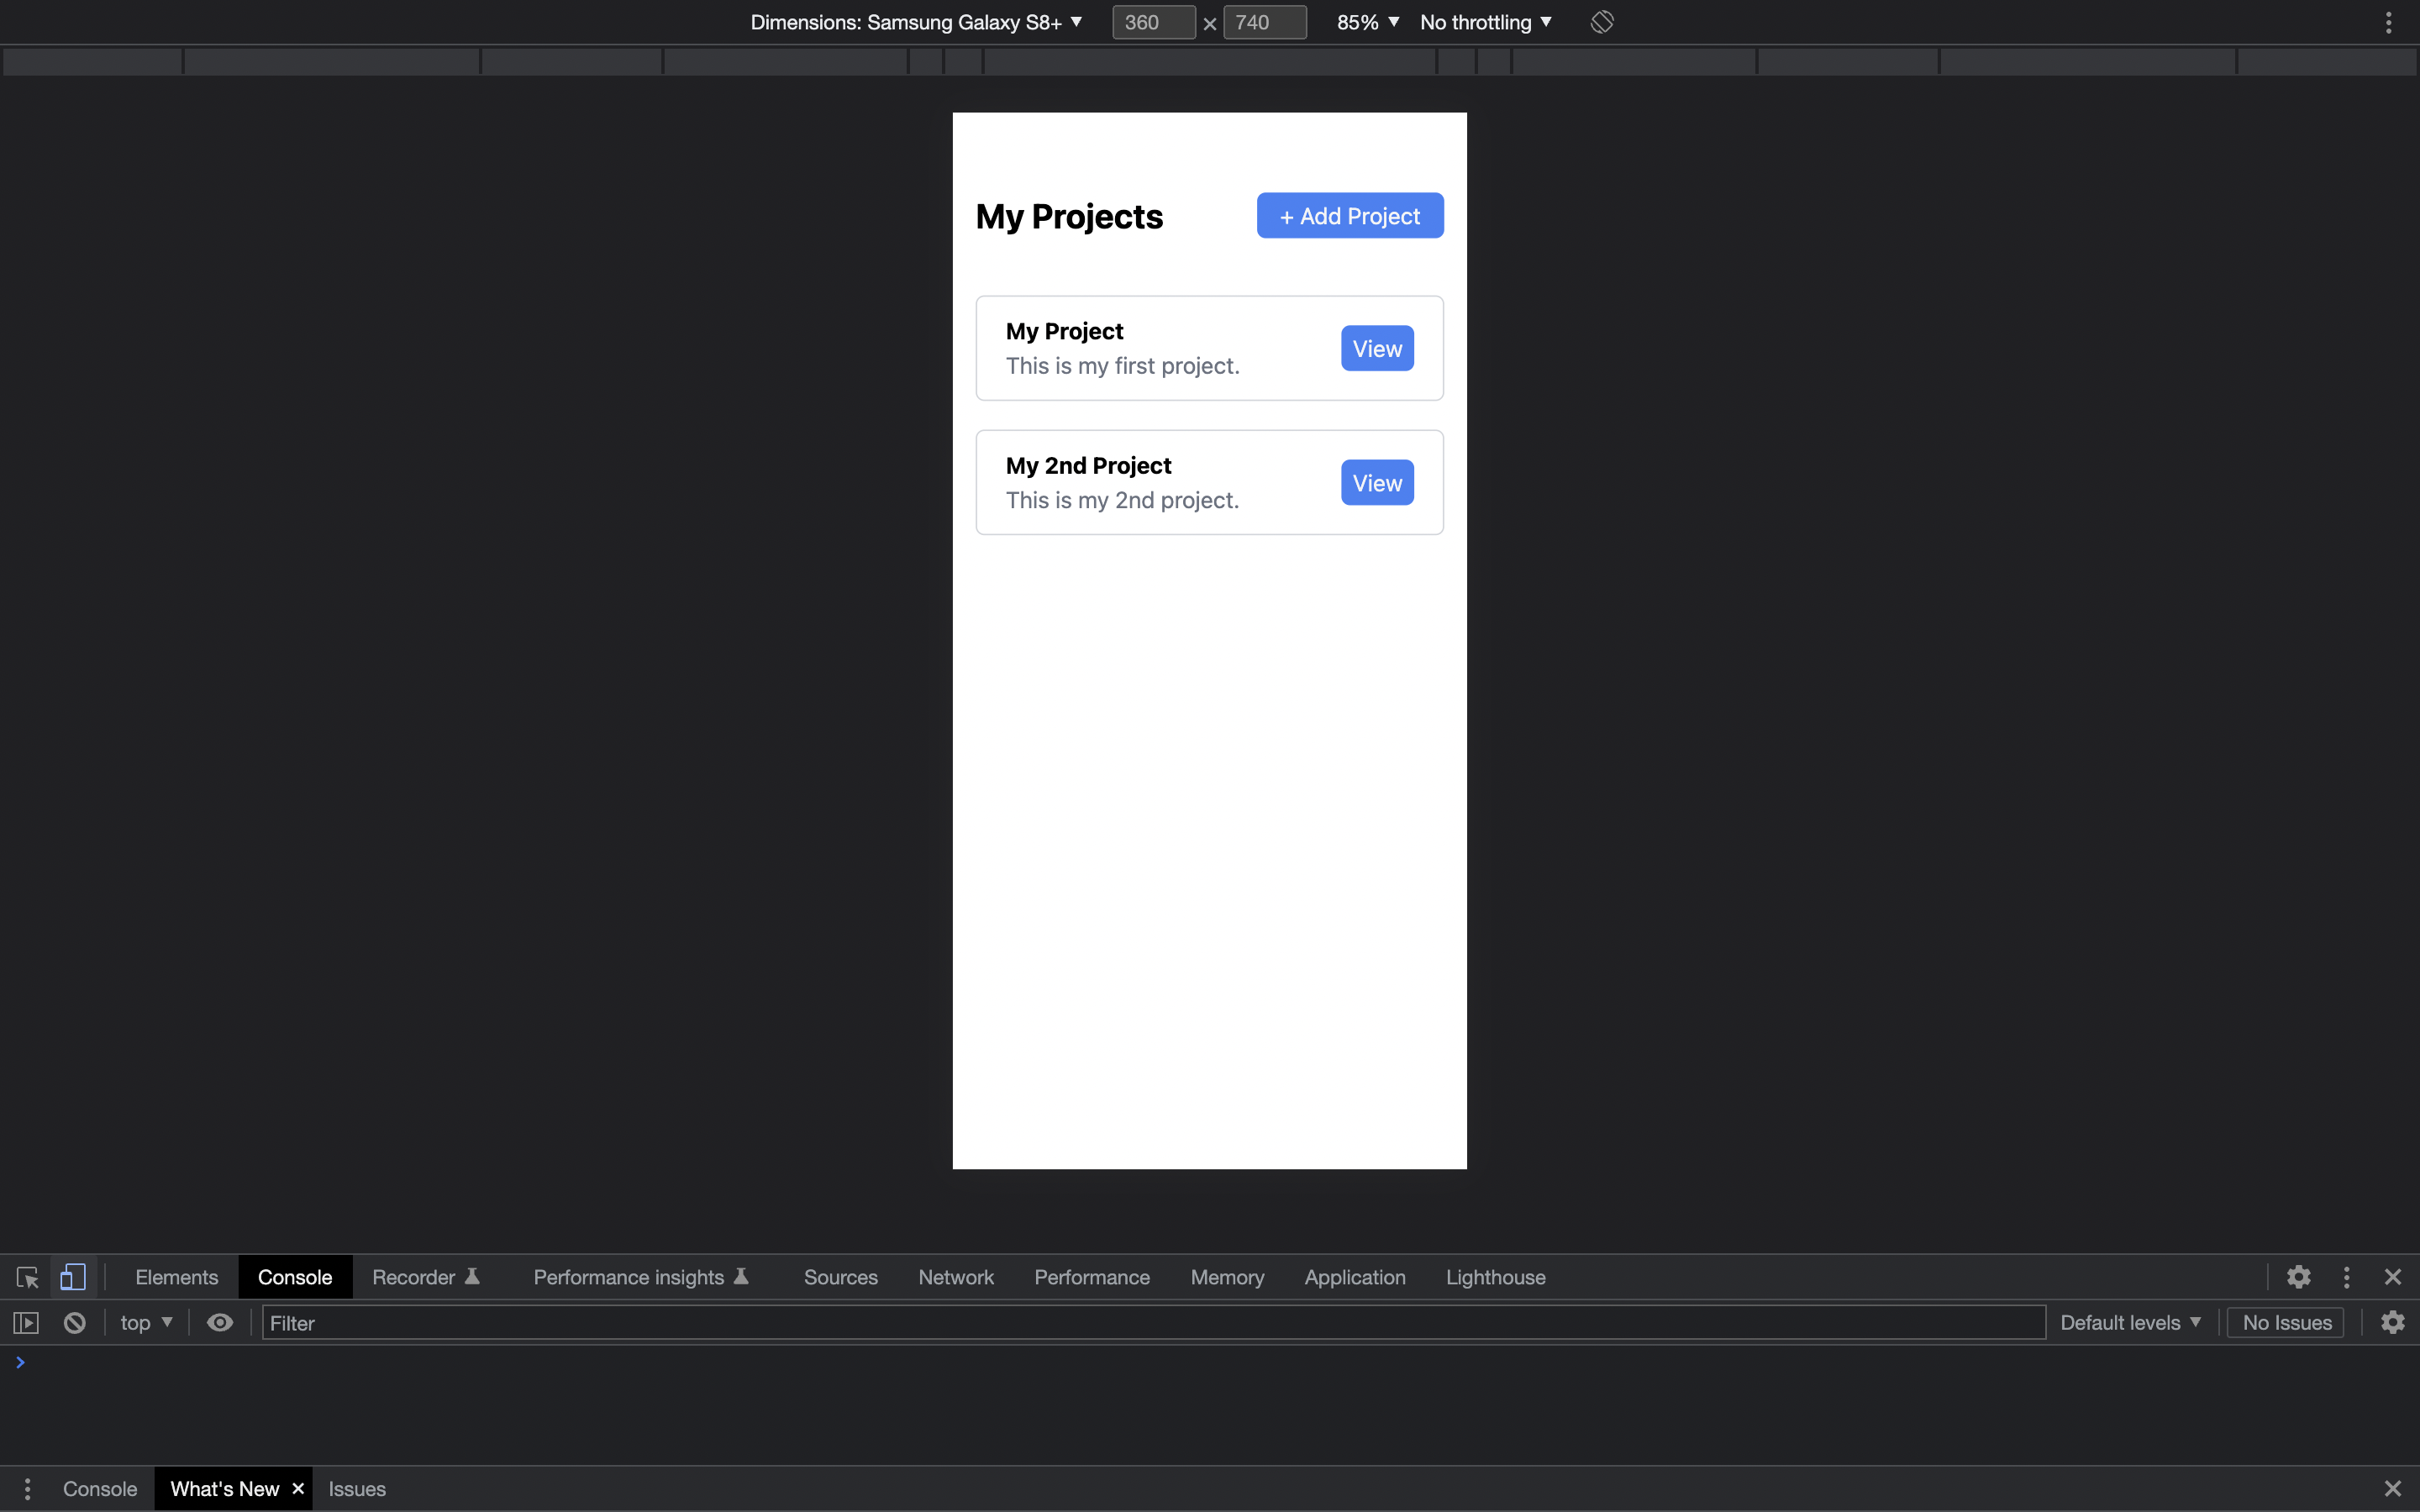 Dimensions: Samsung Galaxy S8+ ▼ 360 × 740 85% ▼ No throttling ▼
My Projects + Add Project
My Project
This is my first project.
View
My 2nd Project
This is my 2nd project.
View
Elements Console Recorder Performance insights Sources Network Performance Memory Application Lighthouse
top ▼ Filter Default levels ▼ No Issues
Console What's New × Issues